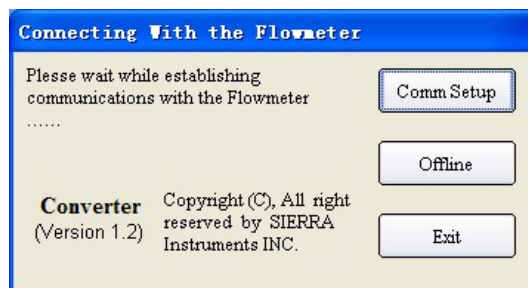 Connecting With the Flowmeter
Plesse wait while establishing
communications with the Flowmeter
......
Comm Setup
Offline
Exit
Converter
(Version 1.2)
Copyright (C), All right
reserved by SIERRA
Instruments INC.